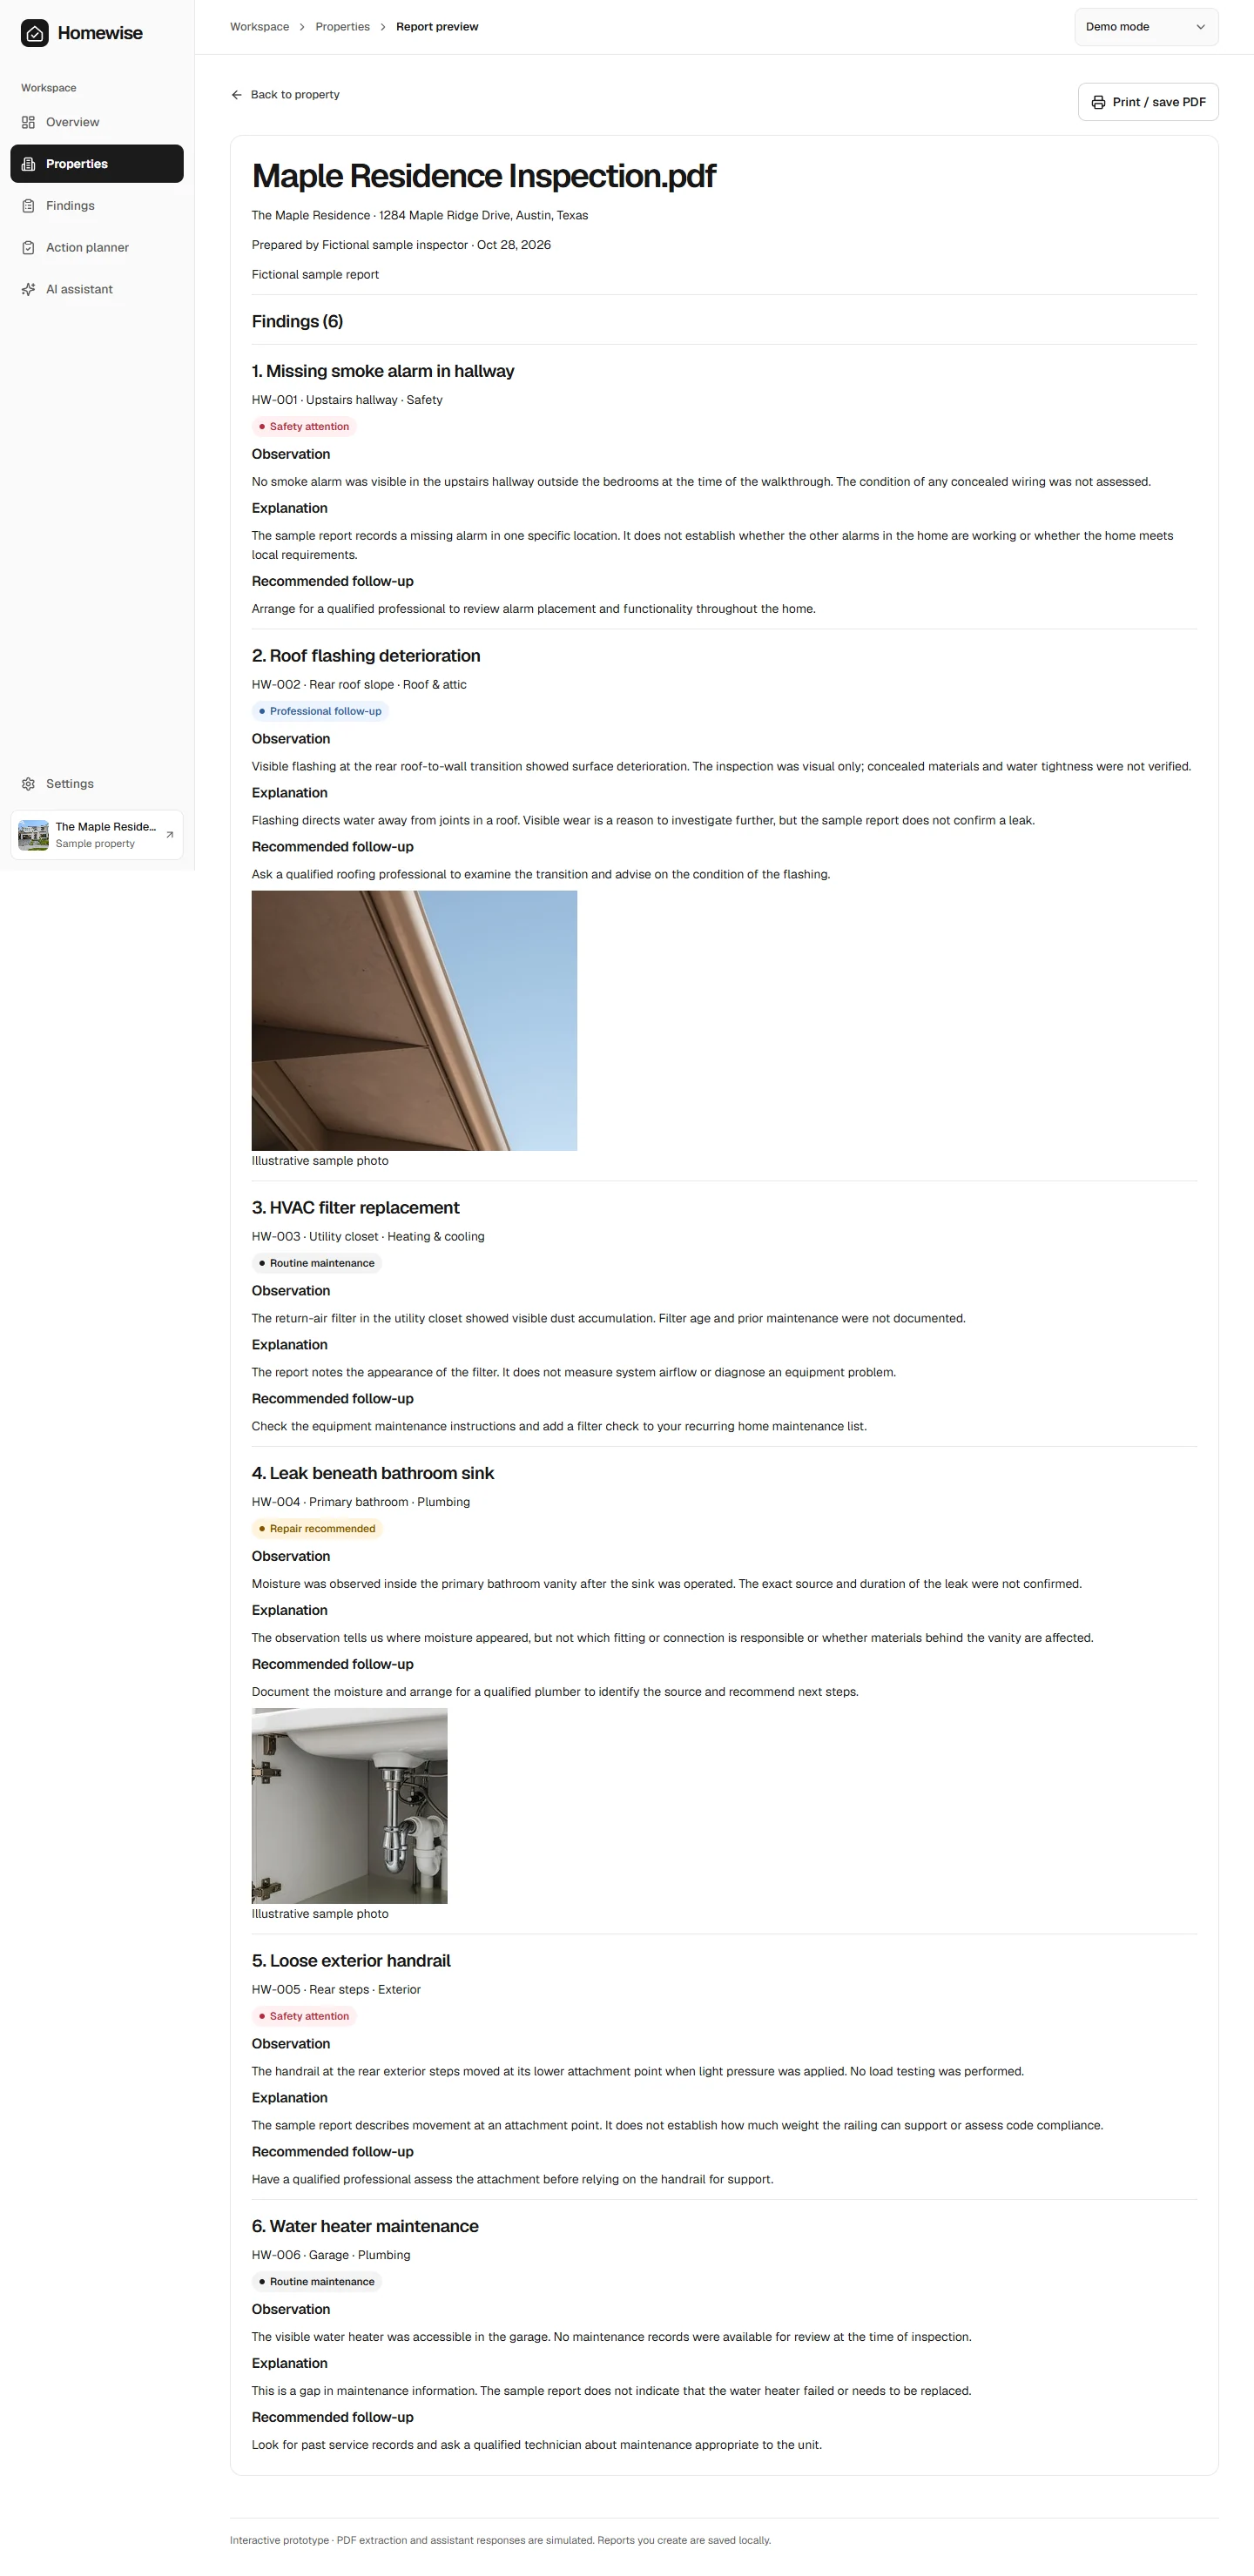 Homewise
Workspace
Overview
Properties
Findings
Action planner
AI assistant
Settings
The Maple Reside...
Sample property
Workspace > Properties > Report preview
Demo mode
Back to property
Print / save PDF
Maple Residence Inspection.pdf
The Maple Residence · 1284 Maple Ridge Drive, Austin, Texas
Prepared by Fictional sample inspector · Oct 28, 2026
Fictional sample report
Findings (6)
1. Missing smoke alarm in hallway
HW-001 · Upstairs hallway · Safety
Safety attention
Observation
No smoke alarm was visible in the upstairs hallway outside the bedrooms at the time of the walkthrough. The condition of any concealed wiring was not assessed.
Explanation
The sample report records a missing alarm in one specific location. It does not establish whether the other alarms in the home are working or whether the home meets
local requirements.
Recommended follow-up
Arrange for a qualified professional to review alarm placement and functionality throughout the home.
2. Roof flashing deterioration
HW-002 · Rear roof slope · Roof & attic
Professional follow-up
Observation
Visible flashing at the rear roof-to-wall transition showed surface deterioration. The inspection was visual only; concealed materials and water tightness were not verified.
Explanation
Flashing directs water away from joints in a roof. Visible wear is a reason to investigate further, but the sample report does not confirm a leak.
Recommended follow-up
Ask a qualified roofing professional to examine the transition and advise on the condition of the flashing.
Illustrative sample photo
3. HVAC filter replacement
HW-003 · Utility closet · Heating & cooling
Routine maintenance
Observation
The return-air filter in the utility closet showed visible dust accumulation. Filter age and prior maintenance were not documented.
Explanation
The report notes the appearance of the filter. It does not measure system airflow or diagnose an equipment problem.
Recommended follow-up
Check the equipment maintenance instructions and add a filter check to your recurring home maintenance list.
4. Leak beneath bathroom sink
HW-004 · Primary bathroom · Plumbing
Repair recommended
Observation
Moisture was observed inside the primary bathroom vanity after the sink was operated. The exact source and duration of the leak were not confirmed.
Explanation
The observation tells us where moisture appeared, but not which fitting or connection is responsible or whether materials behind the vanity are affected.
Recommended follow-up
Document the moisture and arrange for a qualified plumber to identify the source and recommend next steps.
Illustrative sample photo
5. Loose exterior handrail
HW-005 · Rear steps · Exterior
Safety attention
Observation
The handrail at the rear exterior steps moved at its lower attachment point when light pressure was applied. No load testing was performed.
Explanation
The sample report describes movement at an attachment point. It does not establish how much weight the railing can support or assess code compliance.
Recommended follow-up
Have a qualified professional assess the attachment before relying on the handrail for support.
6. Water heater maintenance
HW-006 · Garage · Plumbing
Routine maintenance
Observation
The visible water heater was accessible in the garage. No maintenance records were available for review at the time of inspection.
Explanation
This is a gap in maintenance information. The sample report does not indicate that the water heater failed or needs to be replaced.
Recommended follow-up
Look for past service records and ask a qualified technician about maintenance appropriate to the unit.
Interactive prototype · PDF extraction and assistant responses are simulated. Reports you create are saved locally.